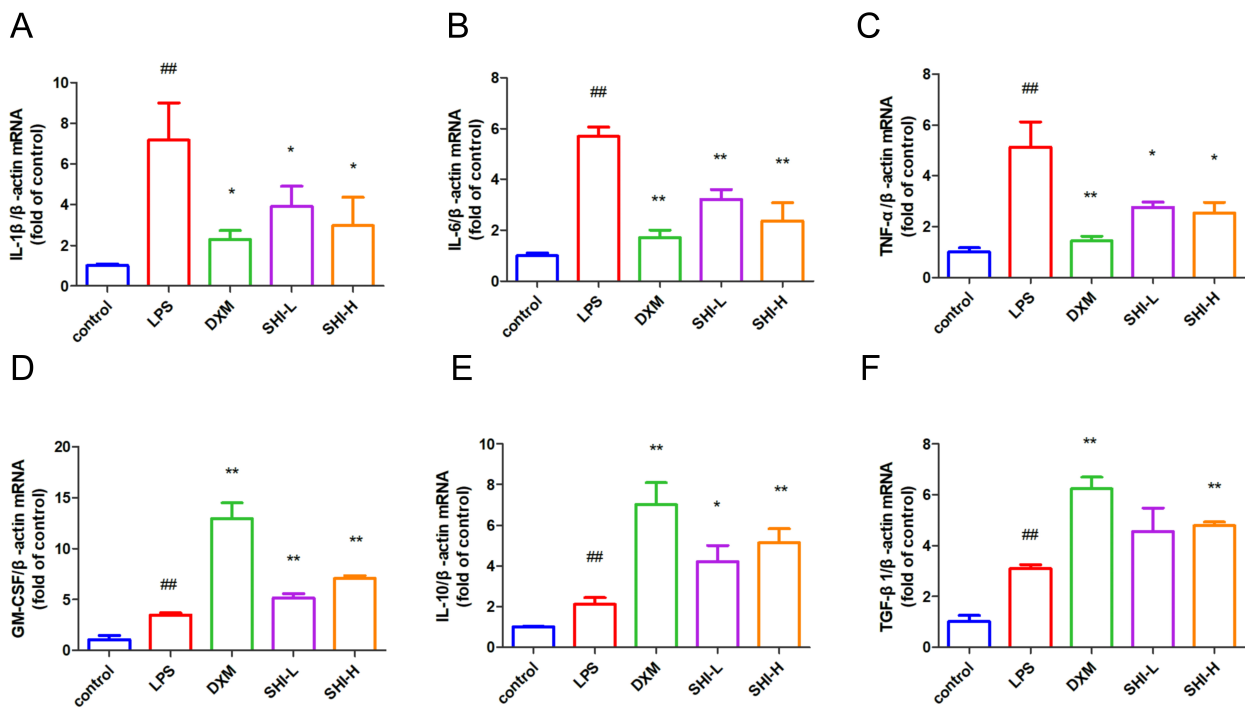 A
IL-1β/β-actin mRNA
(fold of control)
10
8
6
4
2
0
##
*
*
*
control
LPS
DXM
SHI-L
SHI-H
B
IL-6/β-actin mRNA
(fold of control)
8
6
4
2
0
##
**
**
**
control
LPS
DXM
SHI-L
SHI-H
C
TNF-α/β-actin mRNA
(fold of control)
8
6
4
2
0
##
**
*
*
control
LPS
DXM
SHI-L
SHI-H
D
GM-CSF/β-actin mRNA
(fold of control)
20
15
10
5
0
##
**
**
**
control
LPS
DXM
SHI-L
SHI-H
E
IL-10/β-actin mRNA
(fold of control)
10
8
6
4
2
0
##
**
*
**
control
LPS
DXM
SHI-L
SHI-H
F
TGF-β1/β-actin mRNA
(fold of control)
8
6
4
2
0
##
**
**
control
LPS
DXM
SHI-L
SHI-H